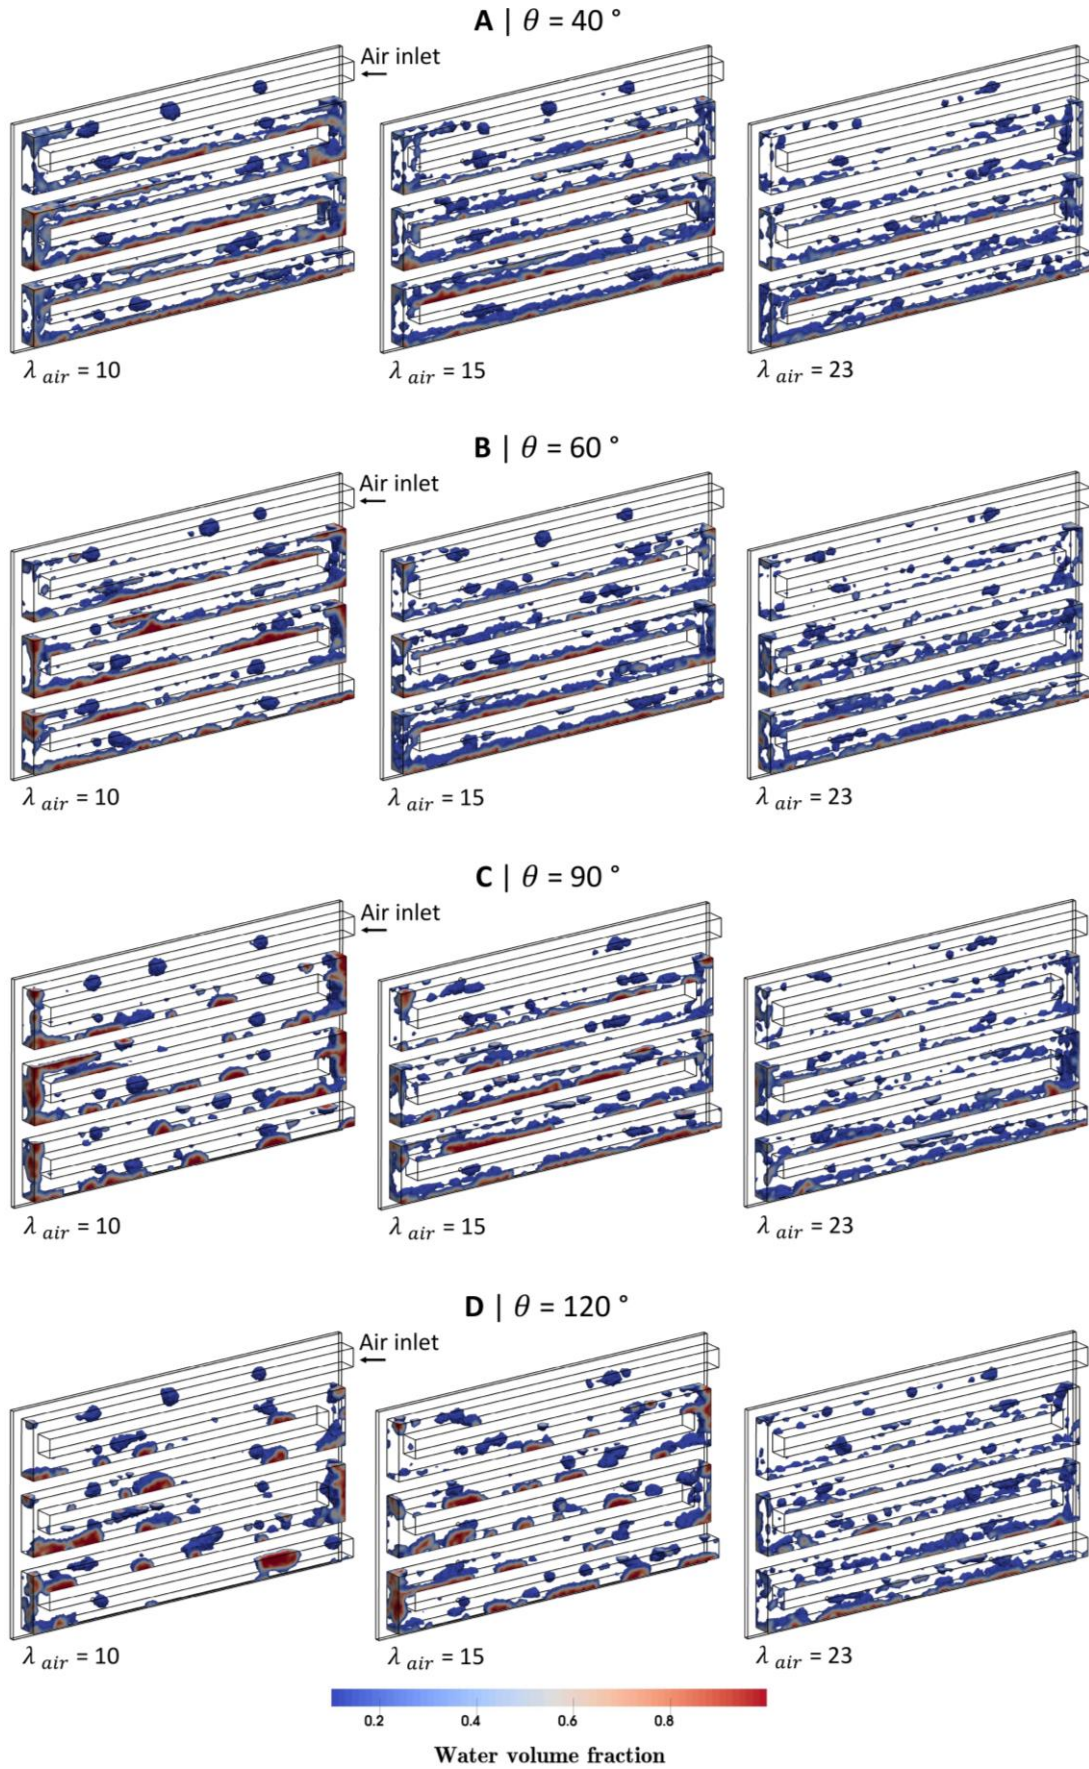 A | θ = 40 °
Air inlet
λ air = 10
λ air = 15
λ air = 23
B | θ = 60 °
Air inlet
λ air = 10
λ air = 15
λ air = 23
C | θ = 90 °
Air inlet
λ air = 10
λ air = 15
λ air = 23
D | θ = 120 °
Air inlet
λ air = 10
λ air = 15
λ air = 23
0.2 0.4 0.6 0.8
Water volume fraction